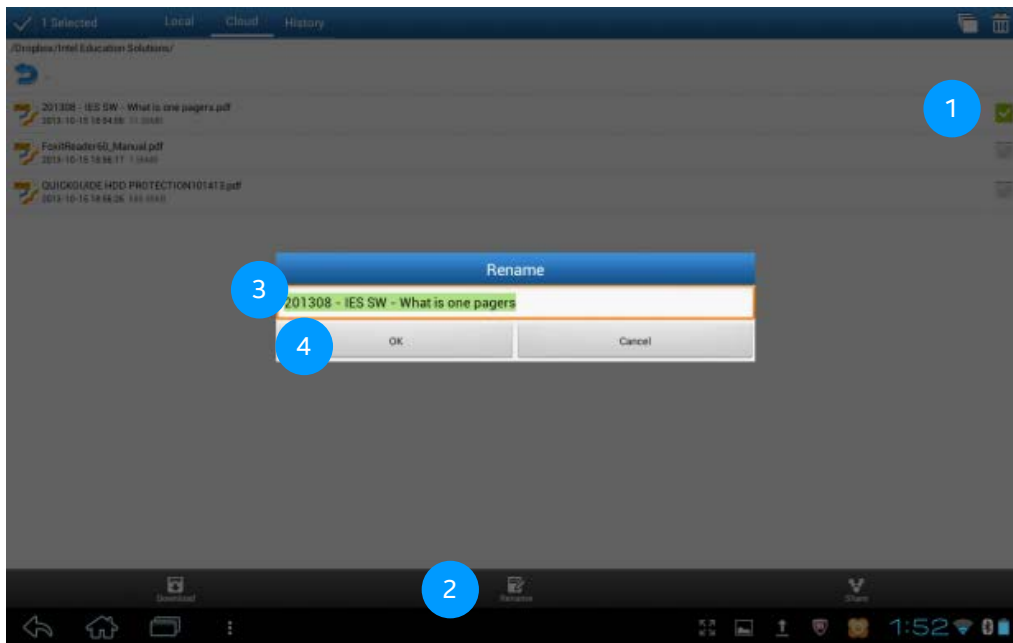 1 Selected Local Cloud History
/Dropbox/Intel Education Solutions/
201308 - IES SW - What is one pagers.pdf
1
FoxitReader60_Manual.pdf
QUICKGUIDE HDD PROTECTION101413.pdf
Rename
3
201308 - IES SW - What is one pagers
4 OK Cancel
2
Download Rename Share
1:52